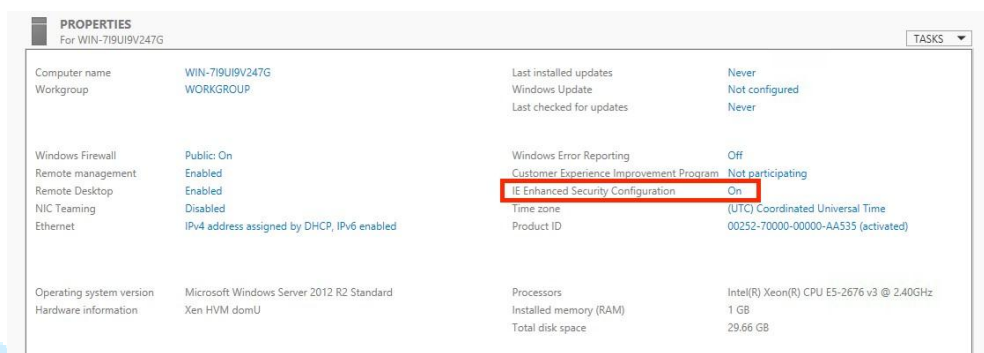 PROPERTIES
For WIN-7I9UI9V247G
TASKS
Computer name WIN-7I9UI9V247G
Workgroup WORKGROUP
Last installed updates Never
Windows Update Not configured
Last checked for updates Never
Windows Firewall Public: On
Remote management Enabled
Remote Desktop Enabled
NIC Teaming Disabled
Ethernet IPv4 address assigned by DHCP, IPv6 enabled
Windows Error Reporting Off
Customer Experience Improvement Program Not participating
IE Enhanced Security Configuration On
Time zone (UTC) Coordinated Universal Time
Product ID 00252-70000-00000-AA535 (activated)
Operating system version Microsoft Windows Server 2012 R2 Standard
Hardware information Xen HVM domU
Processors Intel(R) Xeon(R) CPU E5-2676 v3 @ 2.40GHz
Installed memory (RAM) 1 GB
Total disk space 29.66 GB